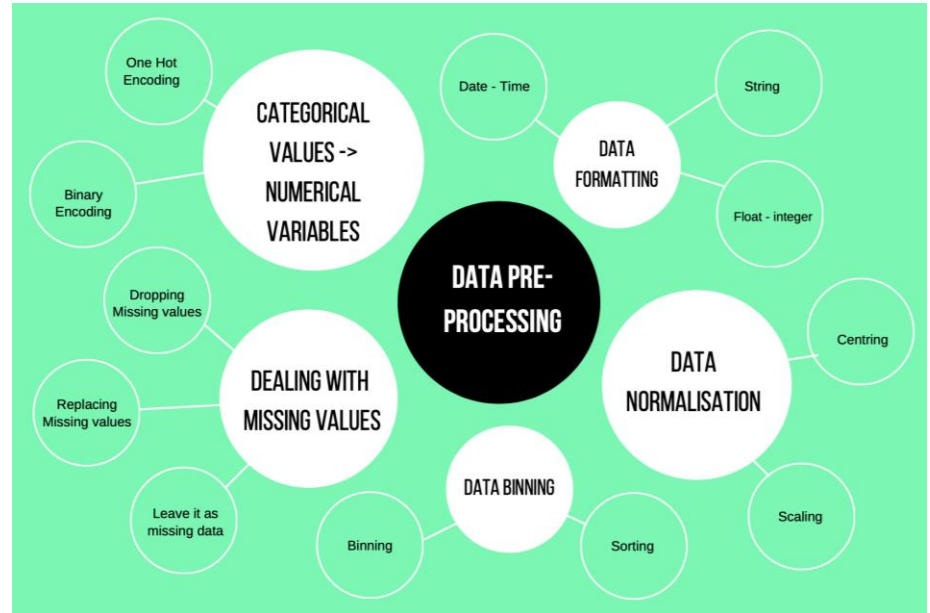 One Hot
Encoding
CATEGORICAL
VALUES ->
NUMERICAL
VARIABLES
Binary
Encoding
Date - Time
String
DATA
FORMATTING
Float - integer
DATA PRE-
PROCESSING
Dropping
Missing values
DEALING WITH
MISSING VALUES
Replacing
Missing values
Leave it as
missing data
DATA
NORMALISATION
Centring
Scaling
DATA BINNING
Binning
Sorting